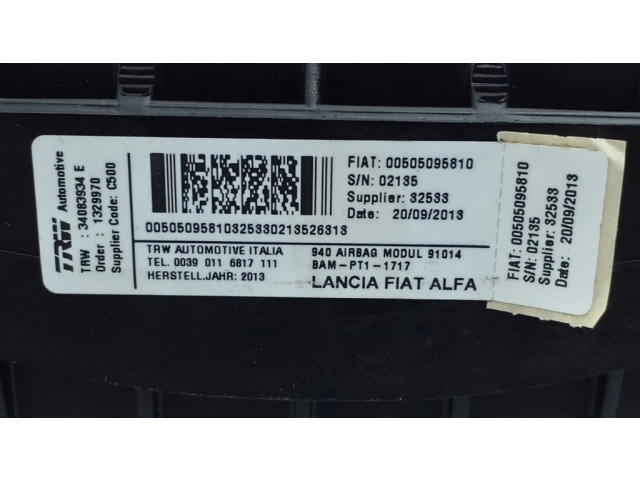 TRW Automotive
TRW : 34083934 E
Order : 1329970
Supplier Code: C500
FIAT: 00505095810
S/N: 02135
Supplier: 32533
Date: 20/09/2013
00505095810325330213526313
TRW AUTOMOTIVE ITALIA
TEL. 0039 011 6817 111
HERSTELL.JAHR: 2013
940 AIRBAG MODUL 91014
BAM-PT1-1717
LANCIA FIAT ALFA
FIAT: 00505095810
S/N: 02135
Supplier: 32533
Date: 20/09/2013